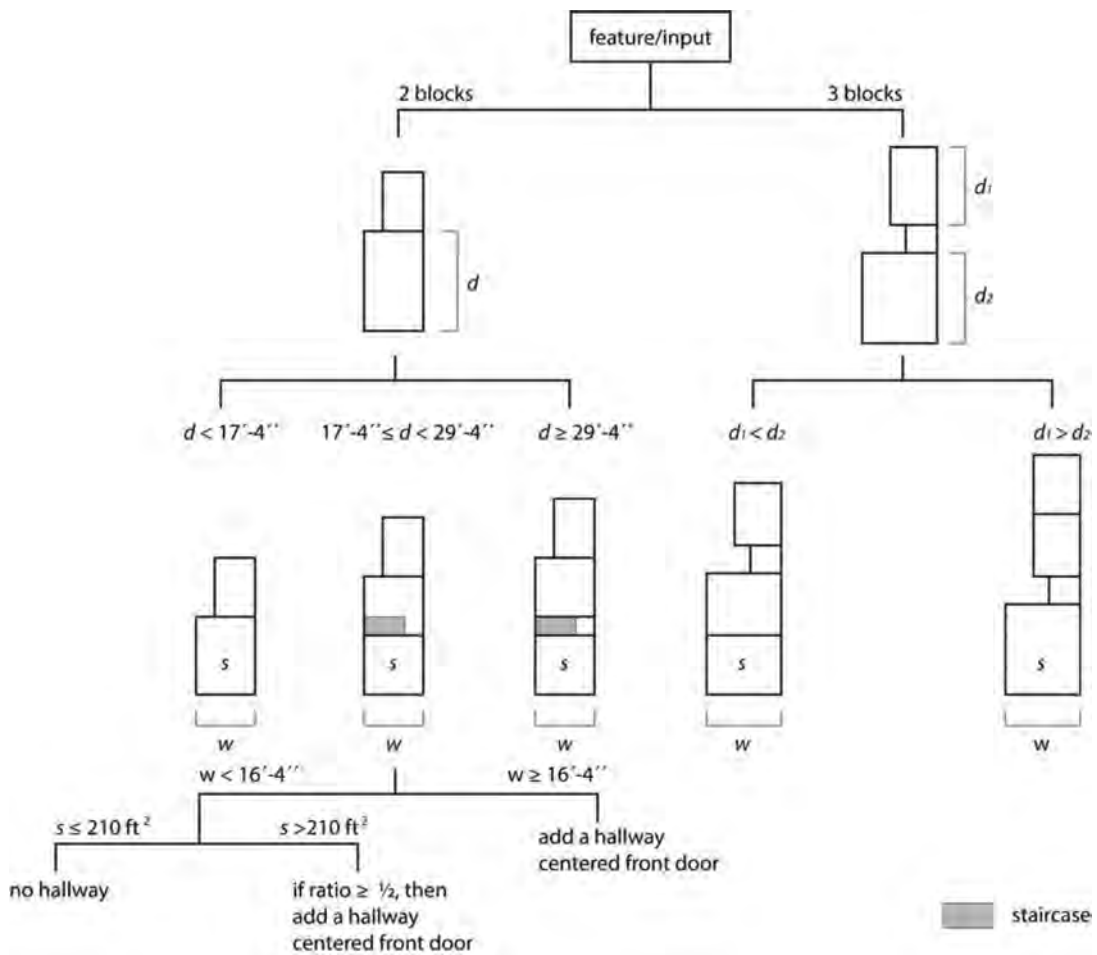 feature/input
2 blocks
3 blocks
d₁
d
d₂
d < 17´-4´´
17´-4´´≤ d < 29´-4´´
d ≥ 29´-4´´
d₁ < d₂
d₁ > d₂
s
s
s
s
s
w
w
w
w
w
w < 16´-4´´
w ≥ 16´-4´´
s ≤ 210 ft ²
s >210 ft²
add a hallway
centered front door
no hallway
if ratio ≥ ½, then
add a hallway
centered front door
staircase